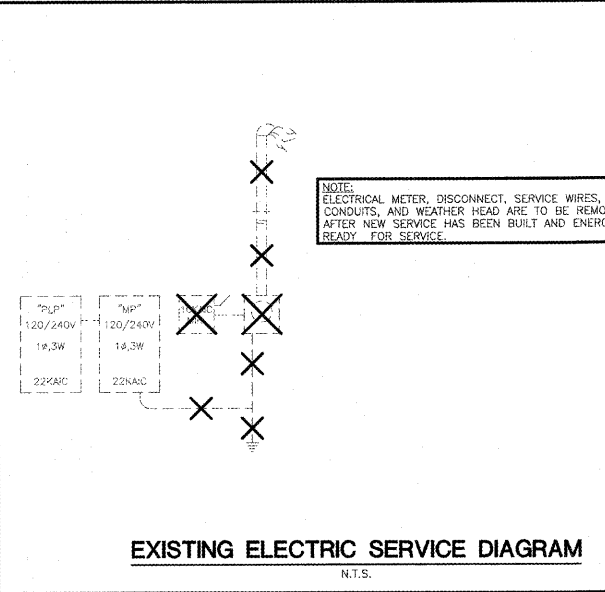 NOTE:
ELECTRICAL METER, DISCONNECT, SERVICE WIRES,
CONDUITS, AND WEATHER HEAD ARE TO BE REMO
AFTER NEW SERVICE HAS BEEN BUILT AND ENERG
READY FOR SERVICE.
"PLP"
120/240V
1ø,3W
22KAIC
"MP"
120/240V
1ø,3W
22KAIC
EXISTING ELECTRIC SERVICE DIAGRAM
N.T.S.